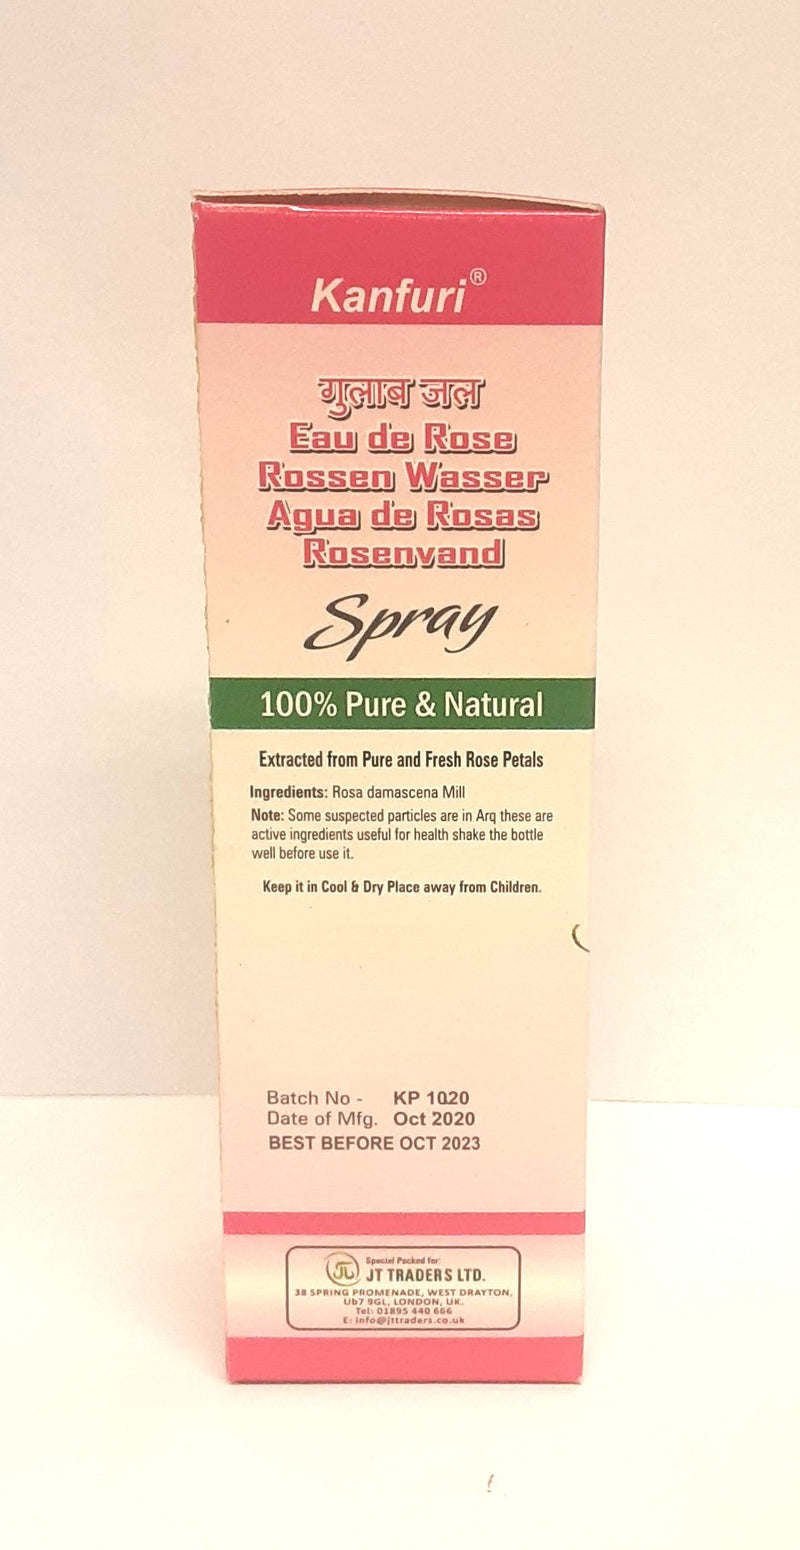 Kanfuri®
गुलाब जल
Eau de Rose
Rossen Wasser
Agua de Rosas
Rosenvand
Spray
100% Pure & Natural
Extracted from Pure and Fresh Rose Petals
Ingredients: Rosa damascena Mill
Note: Some suspected particles are in Arq these are
active ingredients useful for health shake the bottle
well before use it.
Keep it in Cool & Dry Place away from Children.
Batch No - KP 1020
Date of Mfg. Oct 2020
BEST BEFORE OCT 2023
Special Packed for:
JT TRADERS LTD.
38 SPRING PROMENADE, WEST DRAYTON,
Ub7 9GL, LONDON, UK.
Tel: 01895 440 666
E: info@jttraders.co.uk